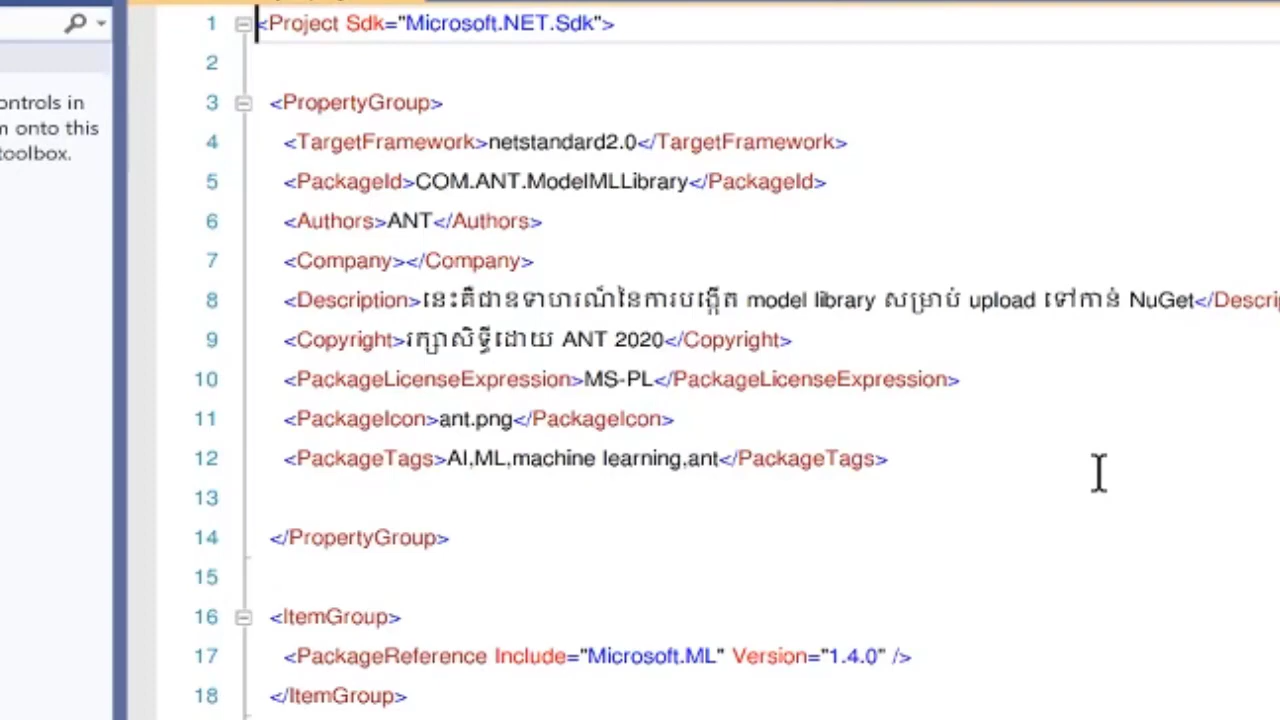 ontrols in
onto this
toolbox.
1 <Project Sdk="Microsoft.NET.Sdk">
2
3 <PropertyGroup>
4 <TargetFramework>netstandard2.0</TargetFramework>
5 <PackageId>COM.ANT.ModelMLLibrary</PackageId>
6 <Authors>ANT</Authors>
7 <Company></Company>
8 <Description>នេះគឺជាឧទាហរណ៍នៃការបង្កើត model library សម្រាប់ upload ទៅកាន់ NuGet</Descrip
9 <Copyright>រក្សាសិទ្ធីដោយ ANT 2020</Copyright>
10 <PackageLicenseExpression>MS-PL</PackageLicenseExpression>
11 <PackageIcon>ant.png</PackageIcon>
12 <PackageTags>AI,ML,machine learning,ant</PackageTags>
13
14 </PropertyGroup>
15
16 <ItemGroup>
17 <PackageReference Include="Microsoft.ML" Version="1.4.0" />
18 </ItemGroup>